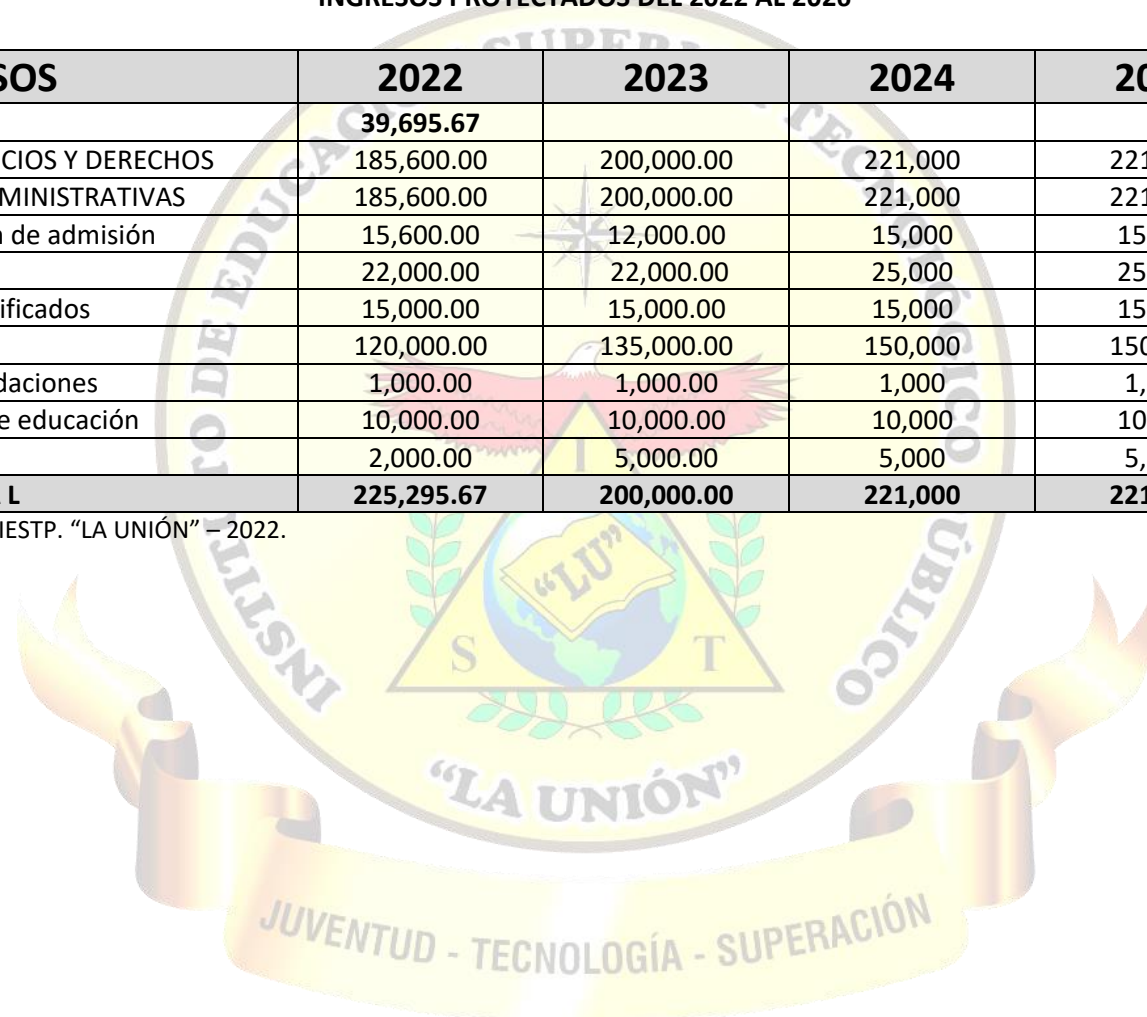 INGRESOS PROYECTADOS DEL 2022 AL 2026
SOS 2022 2023 2024 20
39,695.67
CIOS Y DERECHOS 185,600.00 200,000.00 221,000 221
MINISTRATIVAS 185,600.00 200,000.00 221,000 221
n de admisión 15,600.00 12,000.00 15,000 15
22,000.00 22,000.00 25,000 25
ificados 15,000.00 15,000.00 15,000 15
120,000.00 135,000.00 150,000 150
daciones 1,000.00 1,000.00 1,000 1,
e educación 10,000.00 10,000.00 10,000 10
2,000.00 5,000.00 5,000 5,
L 225,295.67 200,000.00 221,000 221
IESTP. “LA UNIÓN” – 2022.
INSTITUTO DE EDUCACIÓN SUPERIOR TECNOLÓGICO PÚBLICO
I
“LU”
S T
“LA UNIÓN”
JUVENTUD - TECNOLOGÍA - SUPERACIÓN